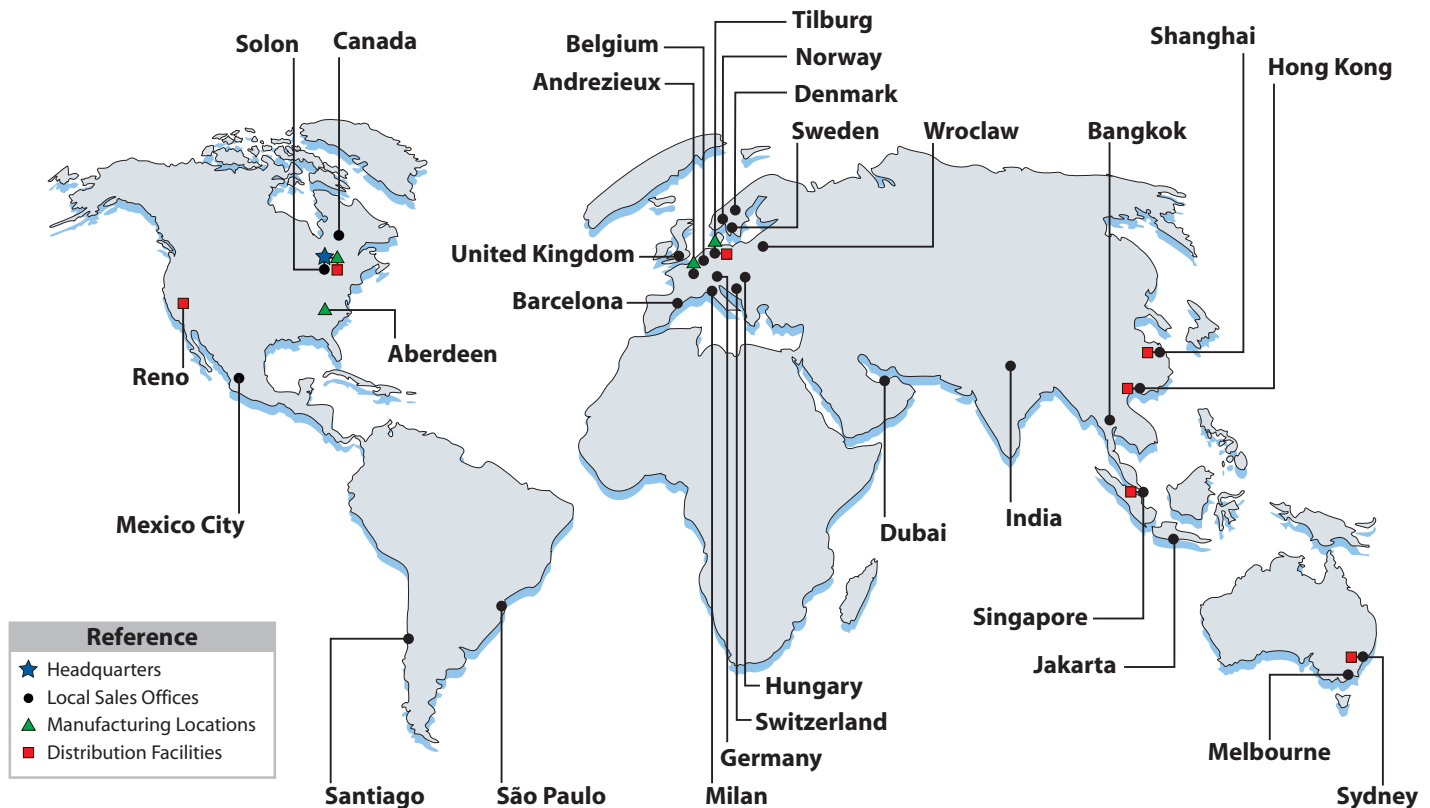 Tilburg
Solon
Canada
Belgium
Shanghai
Norway
Hong Kong
Andrezieux
Denmark
Sweden
Wroclaw
Bangkok
United Kingdom
Barcelona
Aberdeen
Reno
Mexico City
India
Dubai
Singapore
Jakarta
Reference
Headquarters
Local Sales Offices
Manufacturing Locations
Distribution Facilities
Hungary
Switzerland
Germany
Melbourne
Santiago
São Paulo
Milan
Sydney